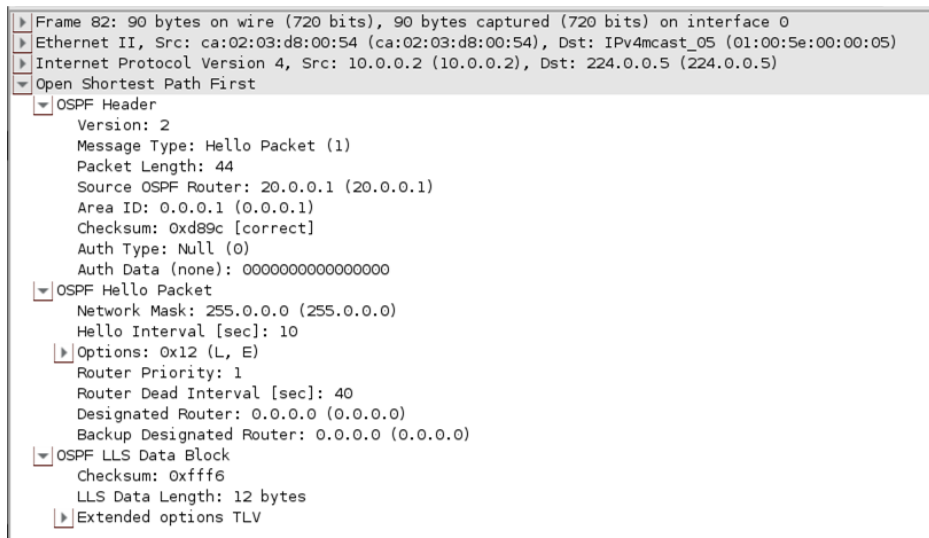 Frame 82: 90 bytes on wire (720 bits), 90 bytes captured (720 bits) on interface 0
Ethernet II, Src: ca:02:03:d8:00:54 (ca:02:03:d8:00:54), Dst: IPv4mcast_05 (01:00:5e:00:00:05)
Internet Protocol Version 4, Src: 10.0.0.2 (10.0.0.2), Dst: 224.0.0.5 (224.0.0.5)
Open Shortest Path First
OSPF Header
Version: 2
Message Type: Hello Packet (1)
Packet Length: 44
Source OSPF Router: 20.0.0.1 (20.0.0.1)
Area ID: 0.0.0.1 (0.0.0.1)
Checksum: 0xd89c [correct]
Auth Type: Null (0)
Auth Data (none): 0000000000000000
OSPF Hello Packet
Network Mask: 255.0.0.0 (255.0.0.0)
Hello Interval [sec]: 10
Options: 0x12 (L, E)
Router Priority: 1
Router Dead Interval [sec]: 40
Designated Router: 0.0.0.0 (0.0.0.0)
Backup Designated Router: 0.0.0.0 (0.0.0.0)
OSPF LLS Data Block
Checksum: 0xfff6
LLS Data Length: 12 bytes
Extended options TLV